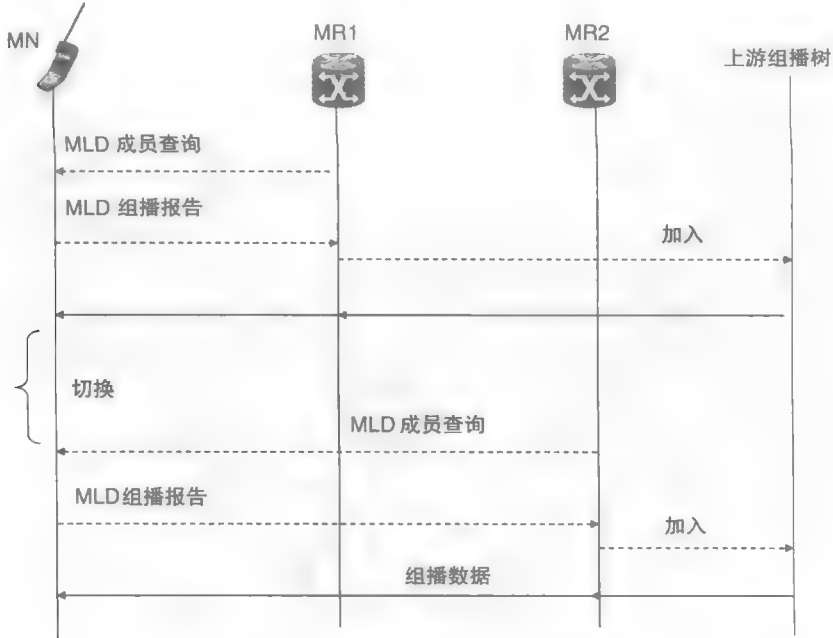 MN
MR1
MR2
上游组播树
MLD 成员查询
MLD 组播报告
加入
切换
MLD 成员查询
MLD组播报告
加入
组播数据